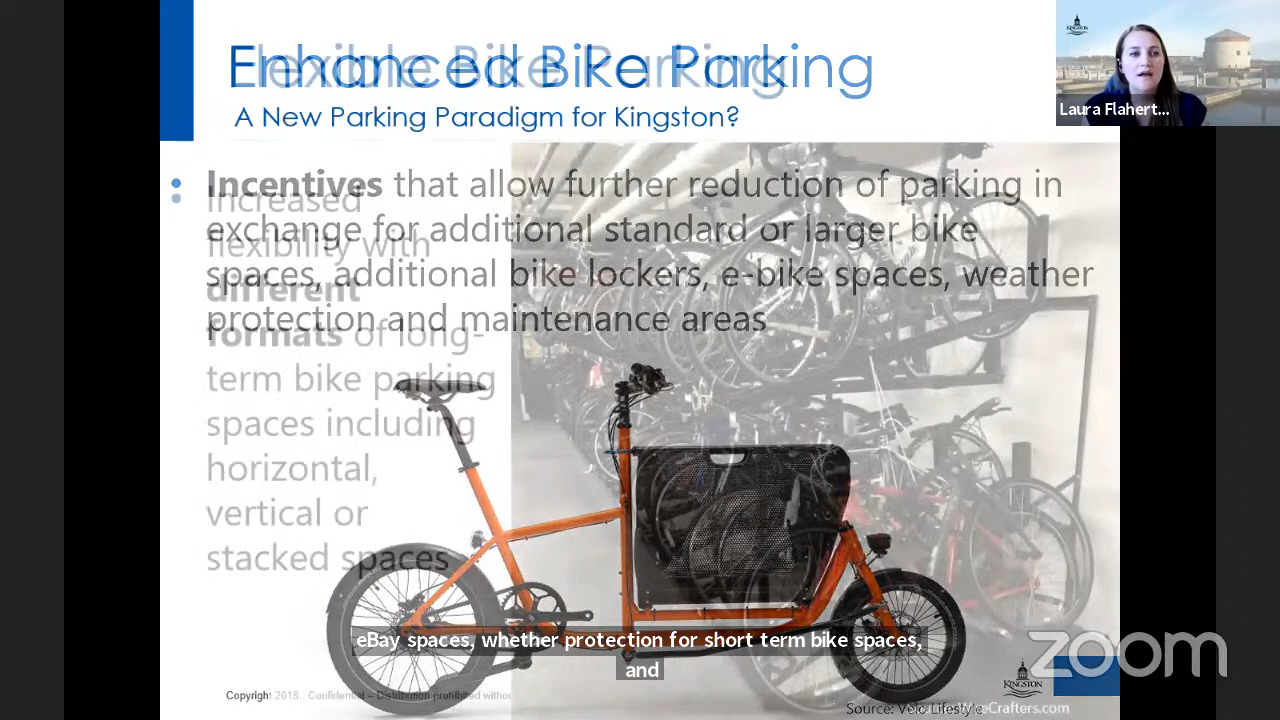 Enhanced Bike Parking
Flexible Bike Parking
A New Parking Paradigm for Kingston?
Laura Flahert...
Incentives that allow further reduction of parking in
exchange for additional standard or larger bike
spaces, additional bike lockers, e-bike spaces, weather
protection and maintenance areas
Increased
flexibility with
different
formats of long-
term bike parking
spaces including
horizontal,
vertical or
stacked spaces
eBay spaces, whether protection for short term bike spaces,
and
zoom
KINGSTON
KINGSTON
Copyright 2018. Confidential – Distribution prohibited withou
Source: Velo Lifestyle